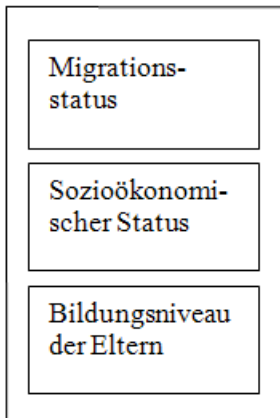 Migrations-
status
Sozioökonomi-
scher Status
Bildungsniveau
der Eltern